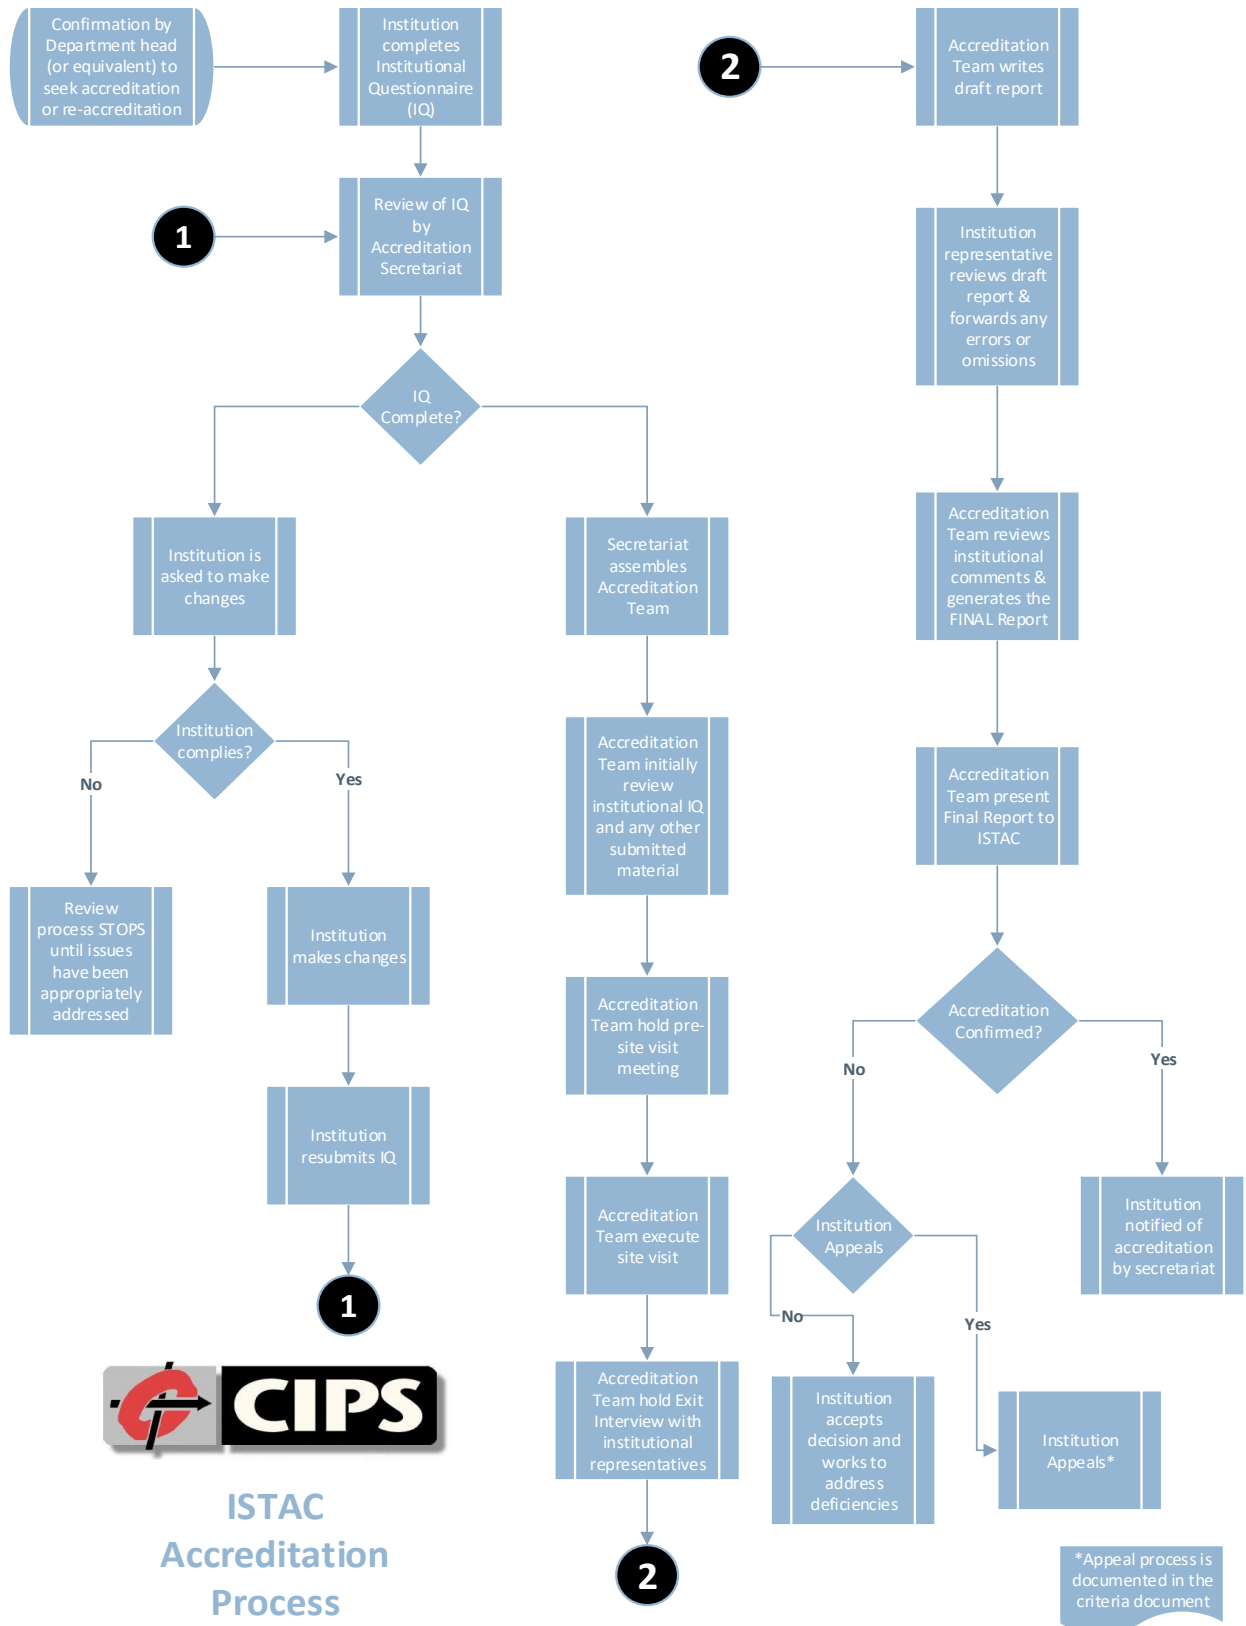 Confirmation by
Department head
(or equivalent) to
seek accreditation
or re-accreditation
Institution
completes
Institutional
Questionnaire
(IQ)
1
Review of IQ
by
Accreditation
Secretariat
IQ
Complete?
Institution is
asked to make
changes
Institution
complies?
No
Yes
Review
process STOPS
until issues
have been
appropriately
addressed
Institution
makes changes
Institution
resubmits IQ
1
Secretariat
assembles
Accreditation
Team
Accreditation
Team initially
review
institutional IQ
and any other
submitted
material
Accreditation
Team hold pre-
site visit
meeting
Accreditation
Team execute
site visit
Accreditation
Team hold Exit
Interview with
institutional
representatives
2
2
Accreditation
Team writes
draft report
Institution
representative
reviews draft
report &
forwards any
errors or
omissions
Accreditation
Team reviews
institutional
comments &
generates the
FINAL Report
Accreditation
Team present
Final Report to
ISTAC
Accreditation
Confirmed?
No
Yes
Institution
Appeals
Institution
notified of
accreditation
by secretariat
No
Yes
Institution
accepts
decision and
works to
address
deficiencies
Institution
Appeals*
*Appeal process is
documented in the
criteria document
CIPS
ISTAC
Accreditation
Process